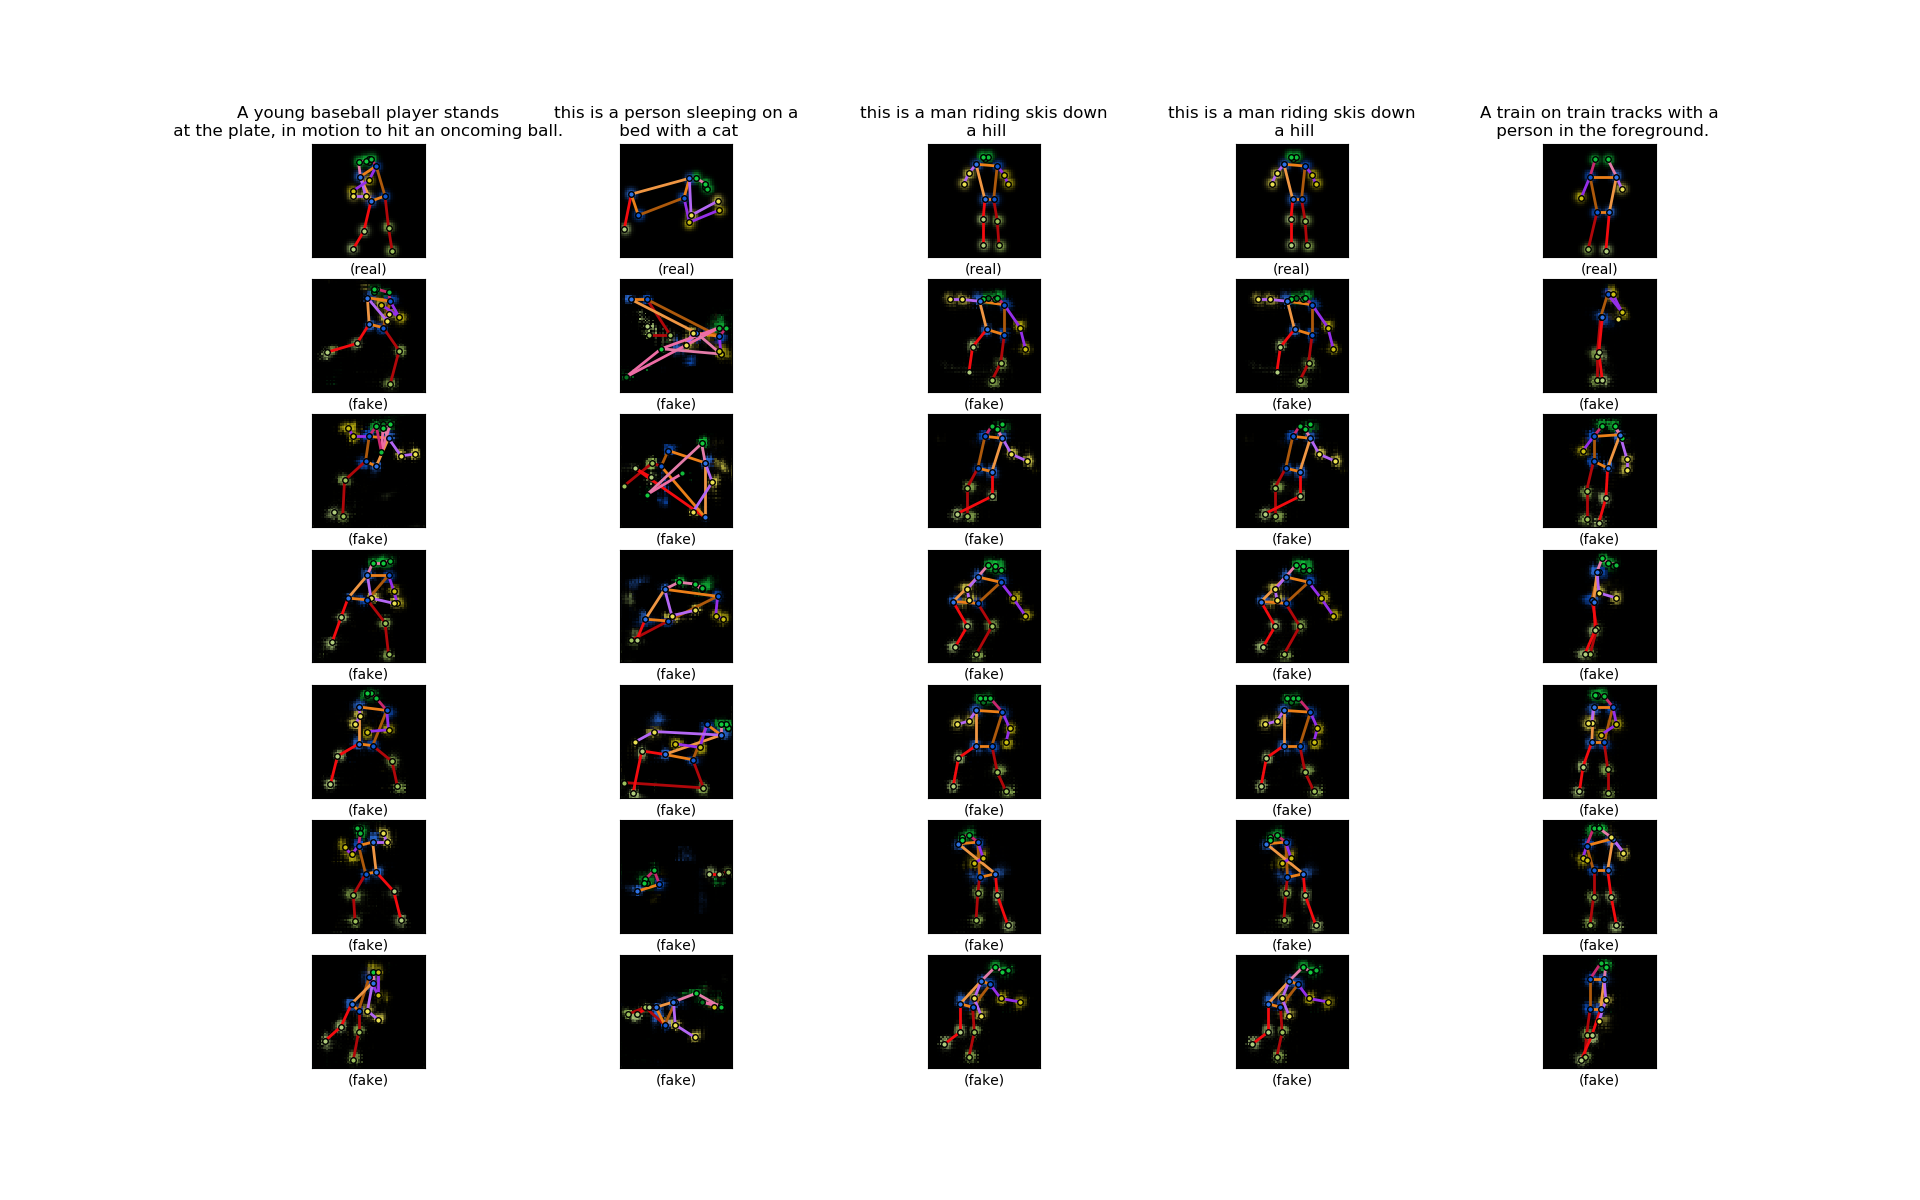 A young baseball player stands
at the plate, in motion to hit an oncoming ball.
this is a person sleeping on a
bed with a cat
this is a man riding skis down
a hill
this is a man riding skis down
a hill
A train on train tracks with a
person in the foreground.
(real) (real) (real) (real) (real)
(fake) (fake) (fake) (fake) (fake)
(fake) (fake) (fake) (fake) (fake)
(fake) (fake) (fake) (fake) (fake)
(fake) (fake) (fake) (fake) (fake)
(fake) (fake) (fake) (fake) (fake)
(fake) (fake) (fake) (fake) (fake)